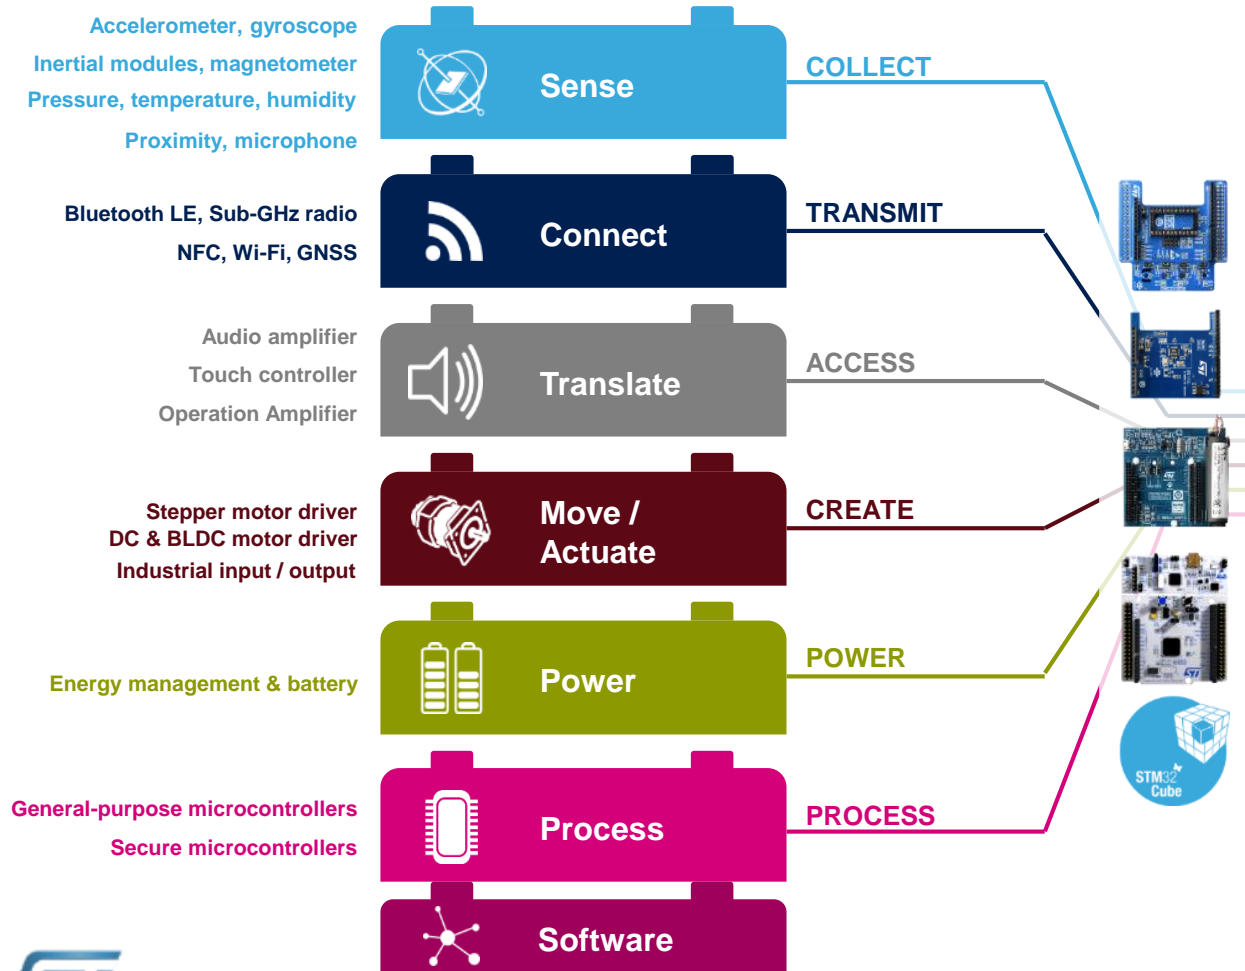 Accelerometer, gyroscope
Inertial modules, magnetometer
Pressure, temperature, humidity
Proximity, microphone
Sense
COLLECT
Bluetooth LE, Sub-GHz radio
NFC, Wi-Fi, GNSS
Connect
TRANSMIT
Audio amplifier
Touch controller
Operation Amplifier
Translate
ACCESS
Stepper motor driver
DC & BLDC motor driver
Industrial input / output
Move /
Actuate
CREATE
Energy management & battery
Power
POWER
General-purpose microcontrollers
Secure microcontrollers
Process
PROCESS
STM32
Cube
Software